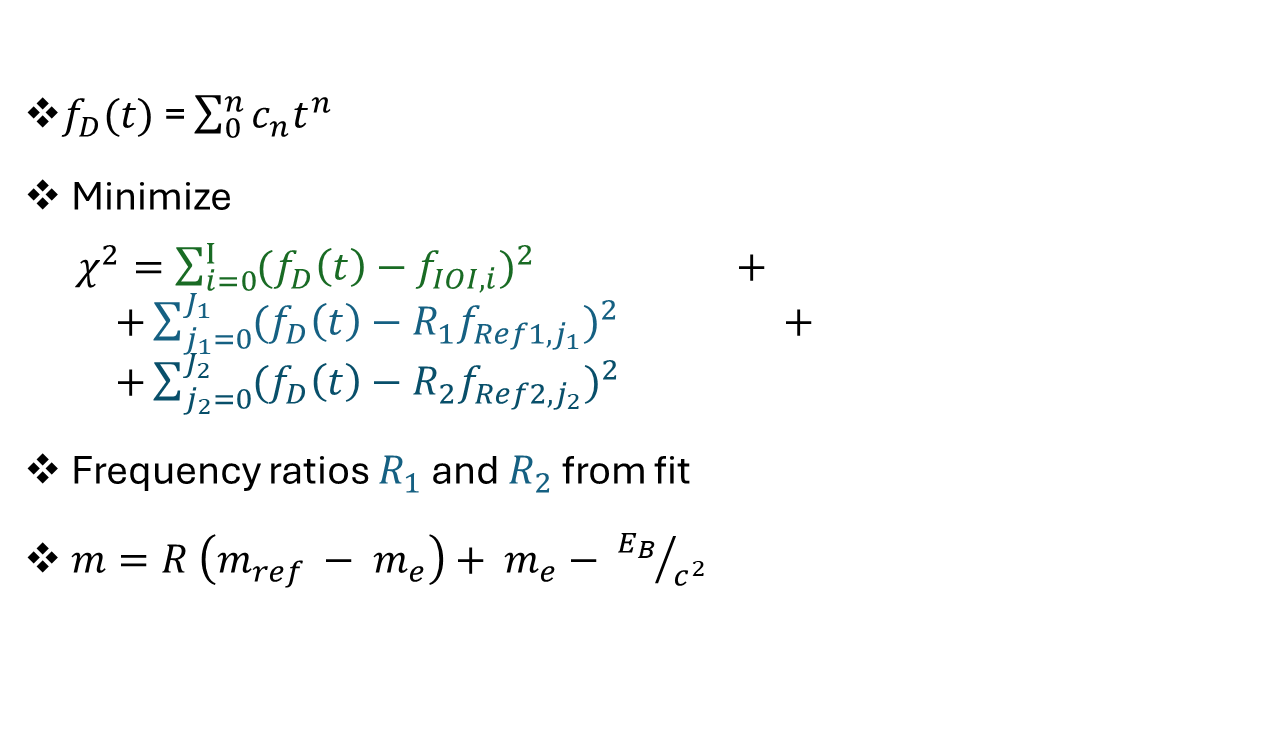 ❖ f_D(t) = ∑_0^n c_n t^n
❖ Minimize
χ² = ∑_{i=0}^{I} (f_D(t) − f_{IOI,i})² +
+ ∑_{j_1=0}^{J_1} (f_D(t) − R_1 f_{Ref1,j_1})² +
+ ∑_{j_2=0}^{J_2} (f_D(t) − R_2 f_{Ref2,j_2})²
❖ Frequency ratios R_1 and R_2 from fit
❖ m = R (m_{ref} − m_e) + m_e − E_B/c²